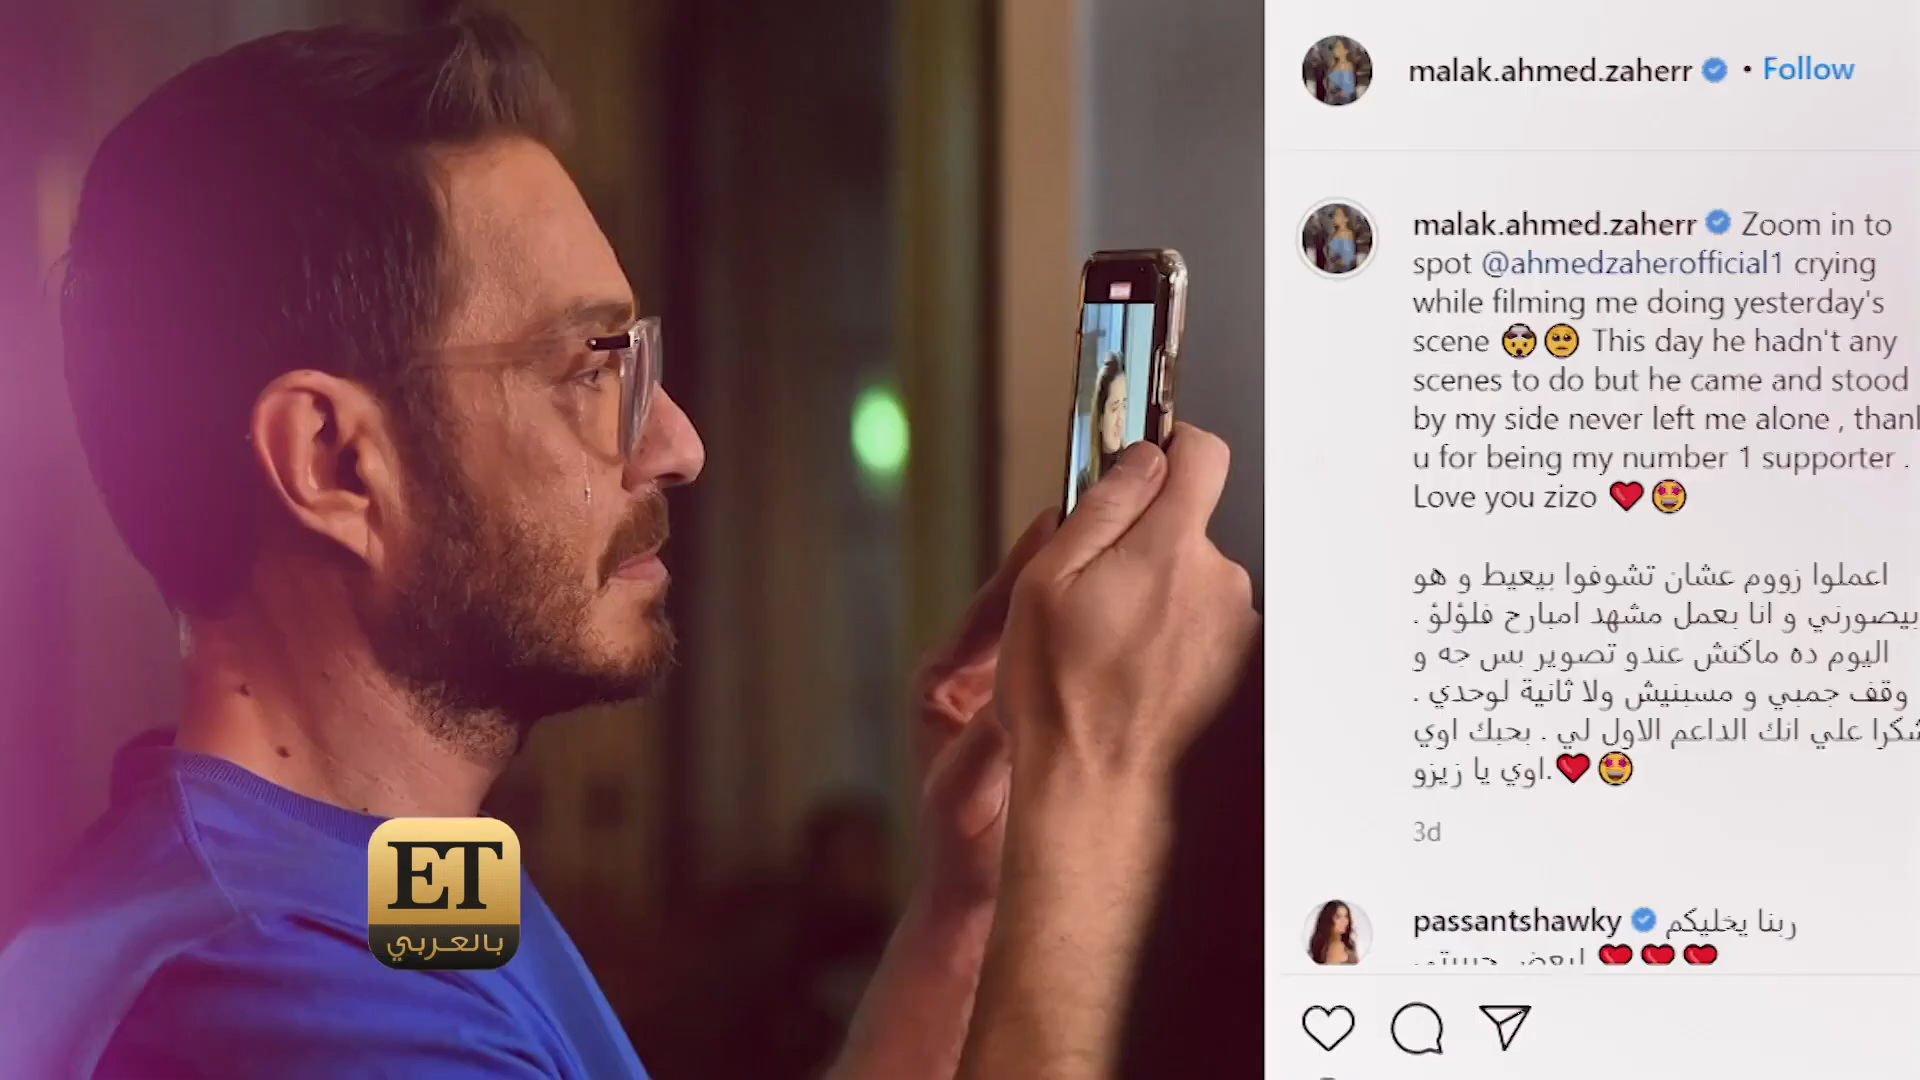 malak.ahmed.zaherr • Follow
malak.ahmed.zaherr Zoom in to
spot @ahmedzaherofficial1 crying
while filming me doing yesterday's
scene 🤯🥺 This day he hadn't any
scenes to do but he came and stood
by my side never left me alone , thank
u for being my number 1 supporter .
Love you zizo ❤️🤩
اعملوا زووم عشان تشوفوا بيعيط و هو
بيصورني و انا بعمل مشهد امبارح فلؤلؤ .
اليوم ده ماكنش عندو تصوير بس جه و
وقف جمبي و مسبنيش ولا ثانية لوحدي .
شكرا علي انك الداعم الاول لي . بحبك اوي
اوي يا زيزو.❤️🤩
3d
passantshawky ربنا يخليكم
لبعض ❤️❤️❤️
ET
بالعربي